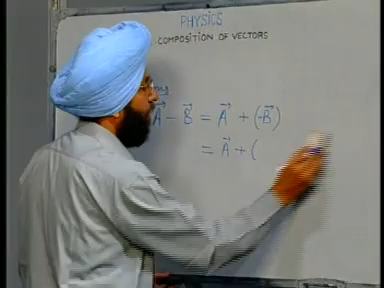 PHYSICS
COMPOSITION OF VECTORS
A⃗ − B⃗ = A⃗ + (-B⃗)
= A⃗ + (